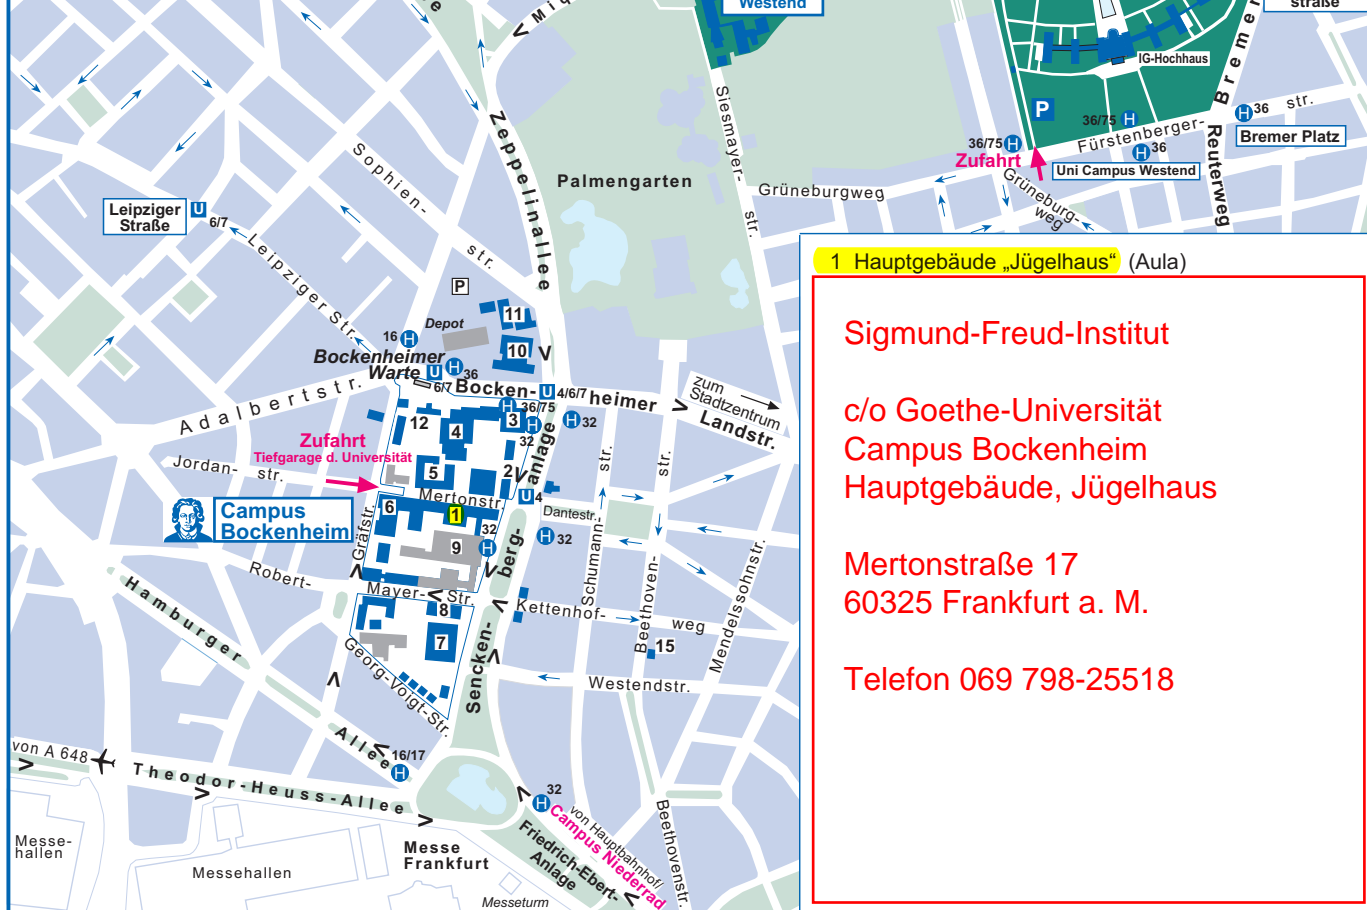 Westend
straße
Miq
Bremer
IG-Hochhaus
P
36
str.
36/75
H
Fürstenberger-
Bremer Platz
36/75
H
H
36
Zufahrt
Uni Campus Westend
Reuterweg
Siesmayer-
str.
Zeppelinallee
Sophien-
str.
Palmengarten
Grüneburgweg
Grüneburg-
weg
Leipziger
Straße
U
6/7
Leipziger Str.
P
Depot
11
10
16 H
Bockenheimer
Warte U
H
36
6/7
Bocken-
U
4/6/7
heimer
Landstr.
zum
Stadtzentrum
Adalbertstr.
12
4
H
36/75
3
H
32
H
32
anlage
Zufahrt
Tiefgarage d. Universität
Jordan-
str.
5
2
Mertonstr.
U
4
Dantestr.
Campus
Bockenheim
6
1
32
H
H
32
9
Gräfstr.
berg-
Schumann-
str.
Beethoven-
str.
Mendelssohnstr.
Robert-
Mayer-
Str.
8
Kettenhof-
weg
7
15
Hamburger
Allee
Georg-Voigt-Str.
Sencken-
Westendstr.
von A 648
16/17
H
Theodor-Heuss-Allee
32
H
von Hauptbahnhof/
Campus Niederrad
Friedrich-Ebert-
Anlage
Beethovenstr.
Messe-
hallen
Messehallen
Messe
Frankfurt
Messeturm
1 Hauptgebäude „Jügelhaus“ (Aula)
Sigmund-Freud-Institut
c/o Goethe-Universität
Campus Bockenheim
Hauptgebäude, Jügelhaus
Mertonstraße 17
60325 Frankfurt a. M.
Telefon 069 798-25518